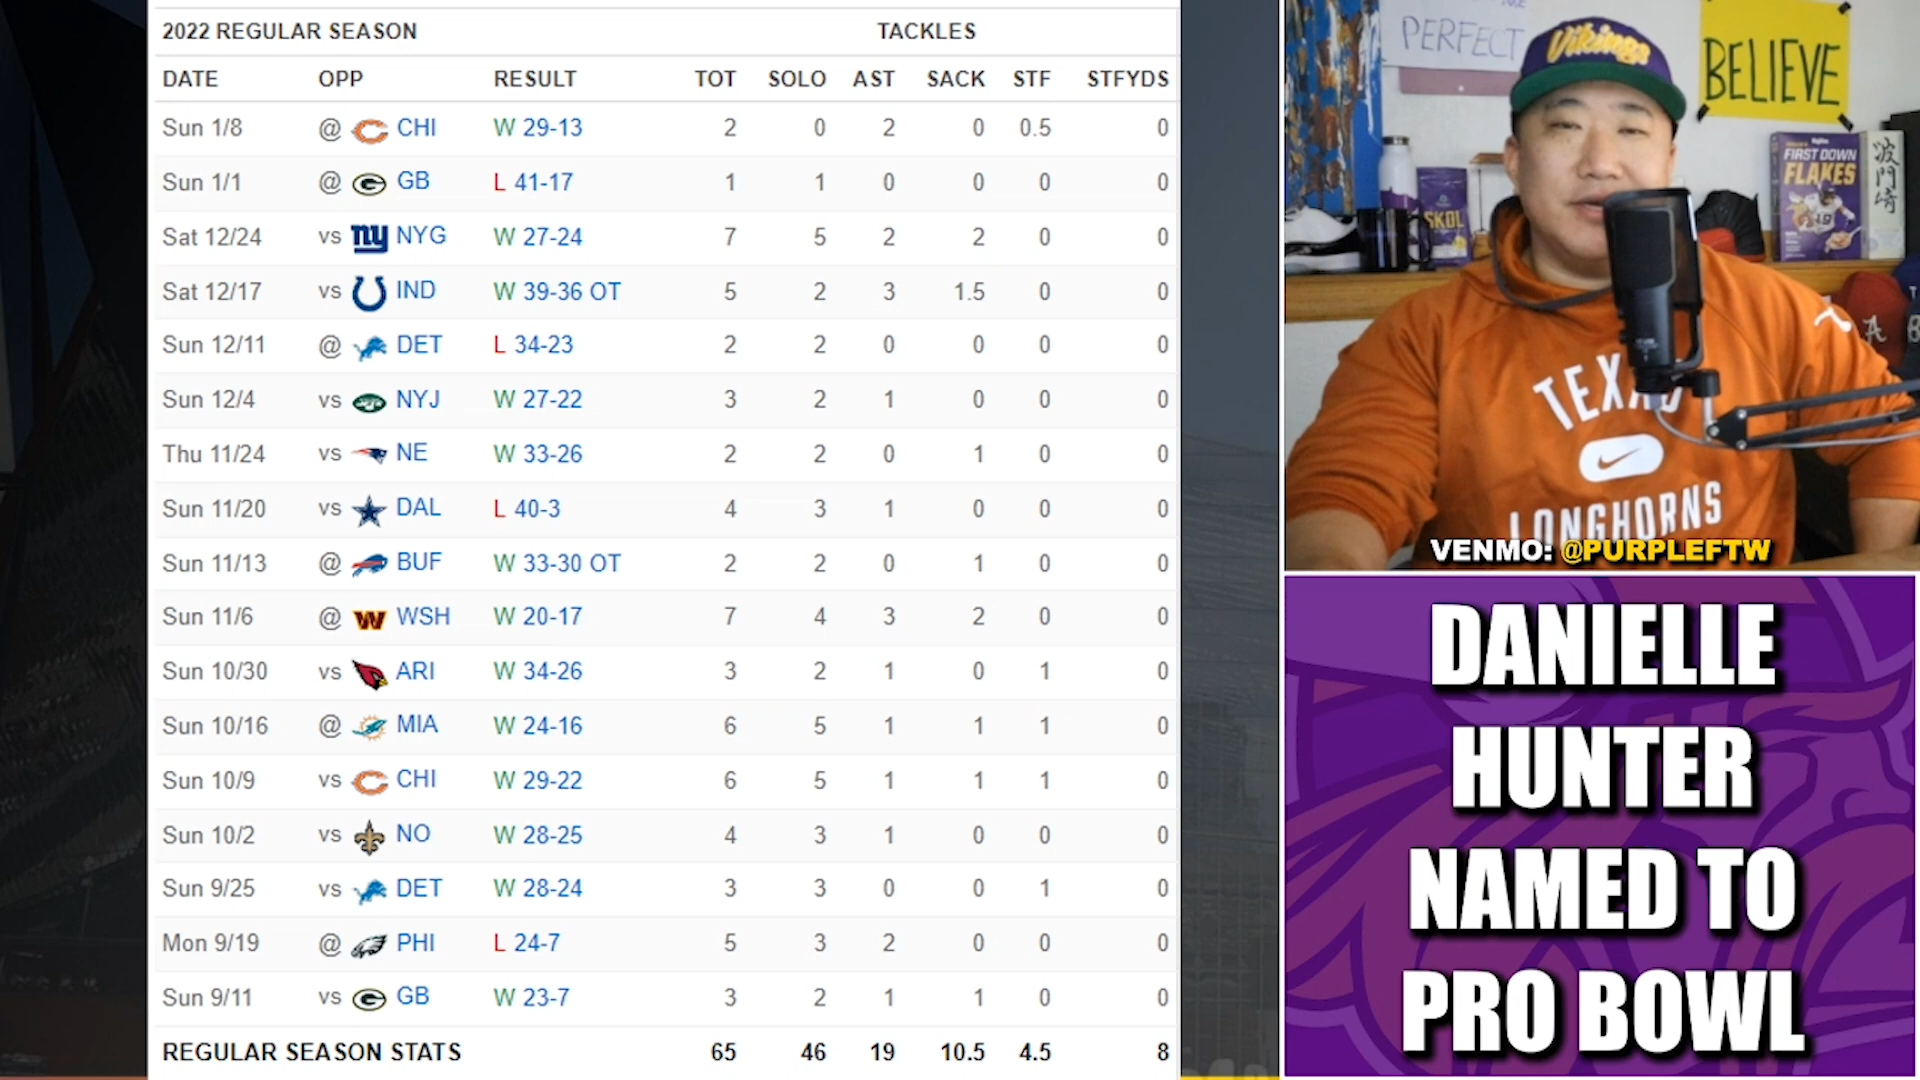 2022 REGULAR SEASON TACKLES
DATE OPP RESULT TOT SOLO AST SACK STF STFYDS
Sun 1/8 @ CHI W 29-13 2 0 2 0 0.5 0
Sun 1/1 @ GB L 41-17 1 1 0 0 0 0
Sat 12/24 vs NYG W 27-24 7 5 2 2 0 0
Sat 12/17 vs IND W 39-36 OT 5 2 3 1.5 0 0
Sun 12/11 @ DET L 34-23 2 2 0 0 0 0
Sun 12/4 vs NYJ W 27-22 3 2 1 0 0 0
Thu 11/24 vs NE W 33-26 2 2 0 1 0 0
Sun 11/20 vs DAL L 40-3 4 3 1 0 0 0
Sun 11/13 @ BUF W 33-30 OT 2 2 0 1 0 0
Sun 11/6 @ WSH W 20-17 7 4 3 2 0 0
Sun 10/30 vs ARI W 34-26 3 2 1 0 1 0
Sun 10/16 @ MIA W 24-16 6 5 1 1 1 0
Sun 10/9 vs CHI W 29-22 6 5 1 1 1 0
Sun 10/2 vs NO W 28-25 4 3 1 0 0 0
Sun 9/25 vs DET W 28-24 3 3 0 0 1 0
Mon 9/19 @ PHI L 24-7 5 3 2 0 0 0
Sun 9/11 vs GB W 23-7 3 2 1 1 0 0
REGULAR SEASON STATS 65 46 19 10.5 4.5 8
PERFECT
Vikings
BELIEVE
FIRST DOWN
FLAKES
波門崎
SKOL
TEXAS
LONGHORNS
VENMO: @PURPLEFTW
DANIELLE
HUNTER
NAMED TO
PRO BOWL